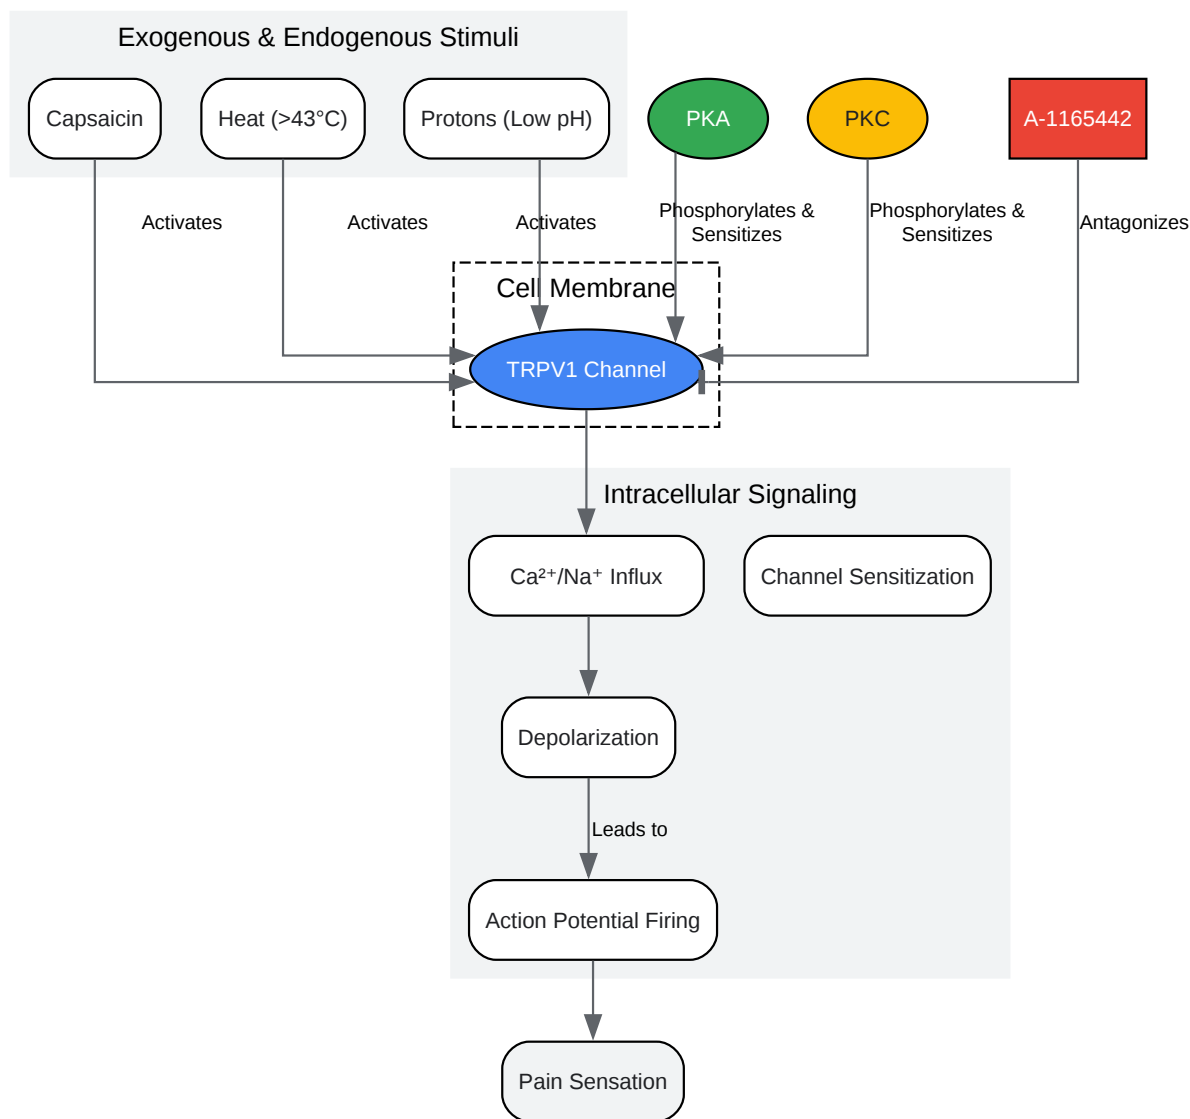 Exogenous & Endogenous Stimuli
Capsaicin
Heat (>43°C)
Protons (Low pH)
PKA
PKC
A-1165442
Activates
Activates
Activates
Phosphorylates &
Sensitizes
Phosphorylates &
Sensitizes
Antagonizes
Cell Membrane
TRPV1 Channel
Intracellular Signaling
Ca²⁺/Na⁺ Influx
Channel Sensitization
Depolarization
Leads to
Action Potential Firing
Pain Sensation